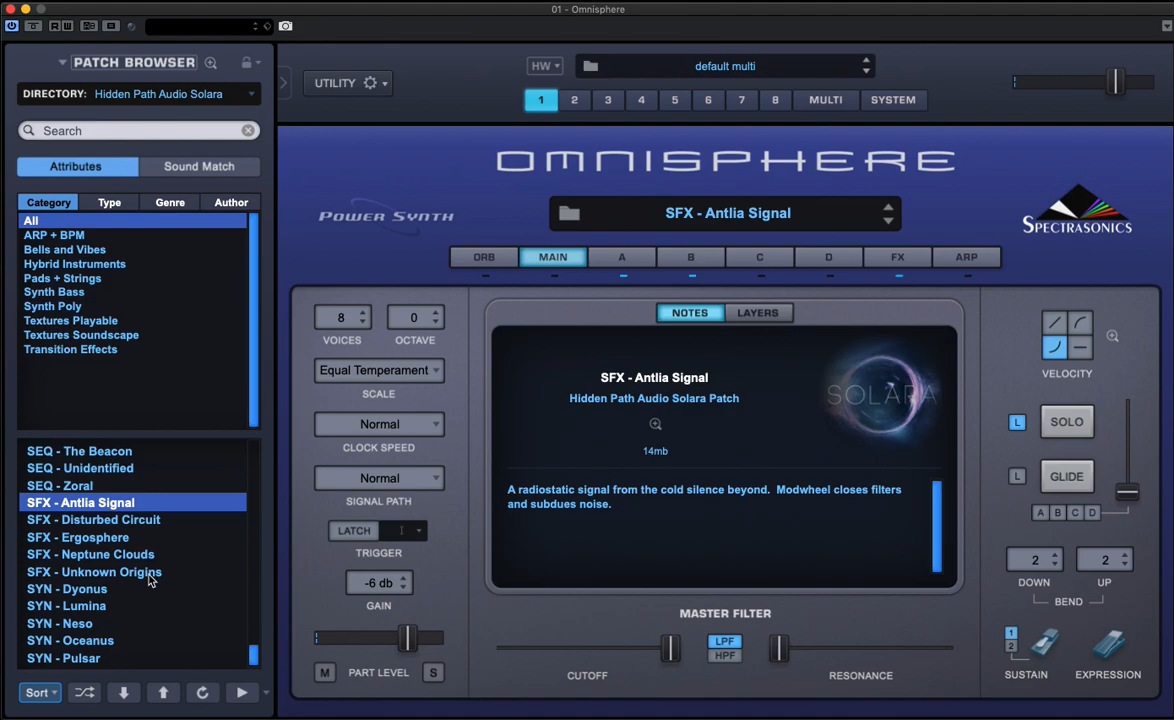 01 - Omnisphere
R W
PATCH BROWSER
DIRECTORY: Hidden Path Audio Solara
Search
Attributes
Sound Match
Category
Type
Genre
Author
All
ARP + BPM
Bells and Vibes
Hybrid Instruments
Pads + Strings
Synth Bass
Synth Poly
Textures Playable
Textures Soundscape
Transition Effects
SEQ - The Beacon
SEQ - Unidentified
SEQ - Zoral
SFX - Antlia Signal
SFX - Disturbed Circuit
SFX - Ergosphere
SFX - Neptune Clouds
SFX - Unknown Origins
SYN - Dyonus
SYN - Lumina
SYN - Neso
SYN - Oceanus
SYN - Pulsar
Sort
UTILITY
HW
default multi
1 2 3 4 5 6 7 8 MULTI SYSTEM
OMNISPHERE
POWER SYNTH
SFX - Antlia Signal
SPECTRASONICS
ORB MAIN A B C D FX ARP
8
VOICES
0
OCTAVE
Equal Temperament
SCALE
Normal
CLOCK SPEED
Normal
SIGNAL PATH
LATCH
TRIGGER
-6 db
GAIN
M PART LEVEL S
NOTES LAYERS
SFX - Antlia Signal
Hidden Path Audio Solara Patch
14mb
SOLARA
A radiostatic signal from the cold silence beyond. Modwheel closes filters
and subdues noise.
MASTER FILTER
LPF
HPF
CUTOFF
RESONANCE
VELOCITY
L SOLO
L GLIDE
A B C D
2
DOWN
2
UP
BEND
1
2
SUSTAIN
EXPRESSION